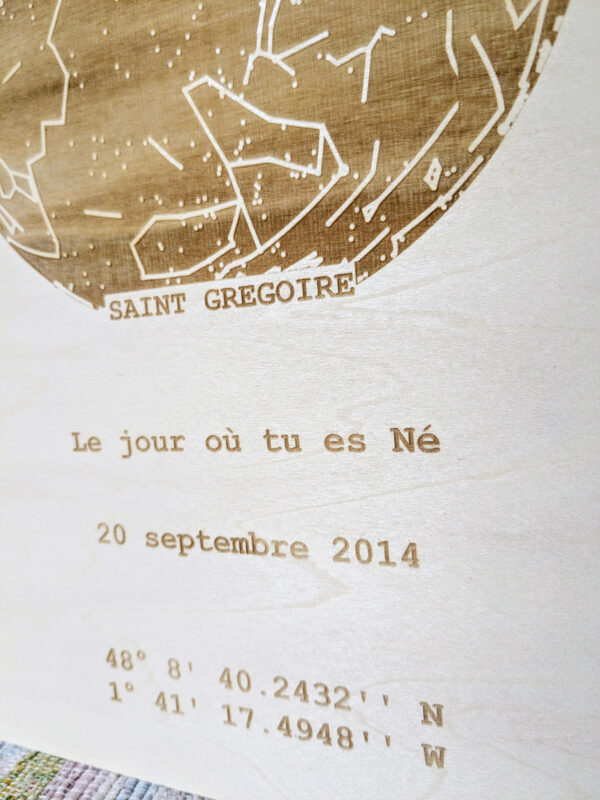 SAINT GREGOIRE
Le jour où tu es Né
20 septembre 2014
48° 8' 40.2432'' N
1° 41' 17.4948'' W